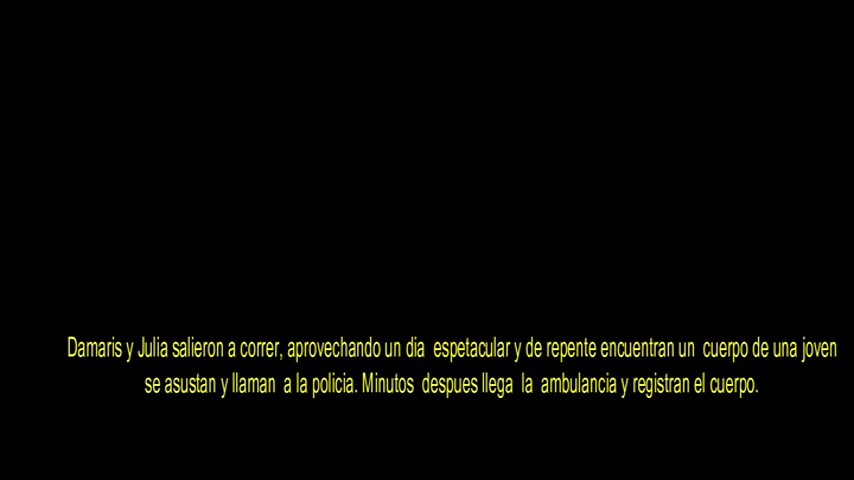 Damaris y Julia salieron a correr, aprovechando un dia espetacular y de repente encuentran un cuerpo de una joven
se asustan y llaman a la policia. Minutos despues llega la ambulancia y registran el cuerpo.